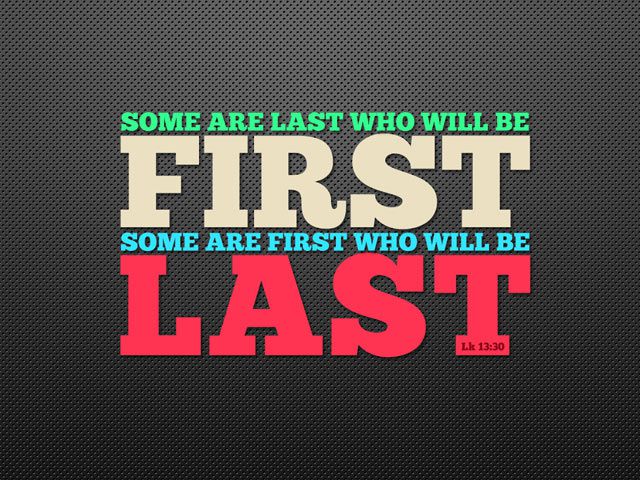 SOME ARE LAST WHO WILL BE
FIRST
SOME ARE FIRST WHO WILL BE
LAST
Lk 13:30